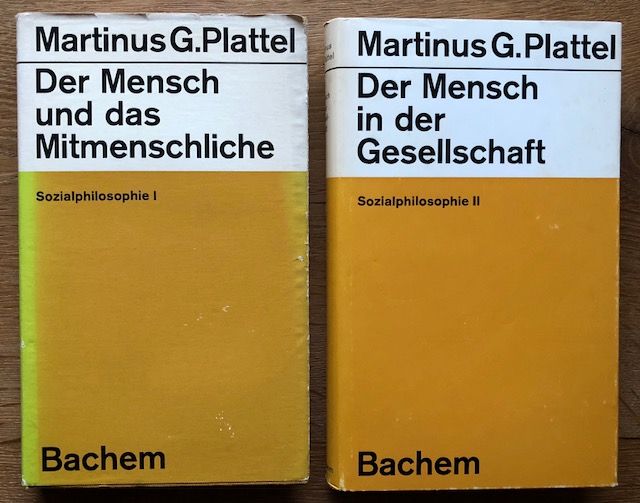 Martinus G. Plattel
Der Mensch
und das
Mitmenschliche
Sozialphilosophie I
Bachem
Martinus G. Plattel
Der Mensch
in der
Gesellschaft
Sozialphilosophie II
Bachem